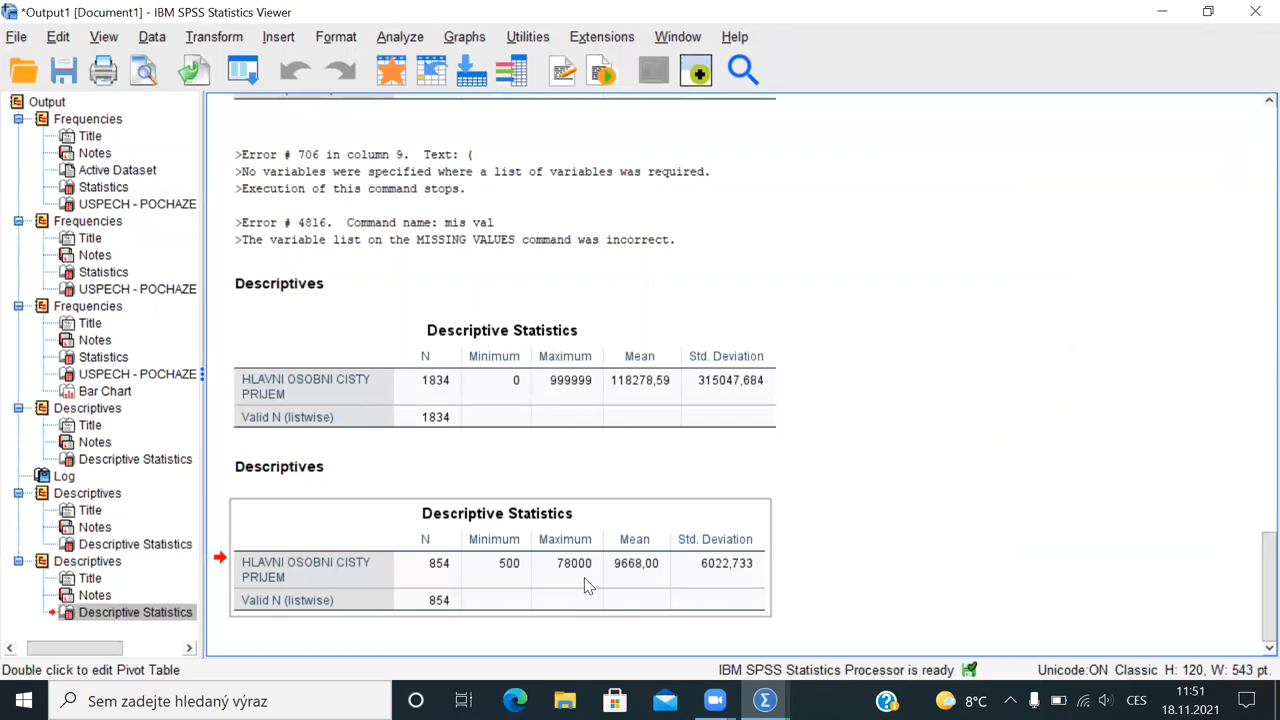 *Output1 [Document1] - IBM SPSS Statistics Viewer
File Edit View Data Transform Insert Format Analyze Graphs Utilities Extensions Window Help
Output
Frequencies
Title
Notes
Active Dataset
Statistics
USPECH - POCHAZE
Frequencies
Title
Notes
Statistics
USPECH - POCHAZE
Frequencies
Title
Notes
Statistics
USPECH - POCHAZE
Bar Chart
Descriptives
Title
Notes
Descriptive Statistics
Log
Descriptives
Title
Notes
Descriptive Statistics
Descriptives
Title
Notes
Descriptive Statistics
>Error # 706 in column 9. Text: (
>No variables were specified where a list of variables was required.
>Execution of this command stops.
>Error # 4816. Command name: mis val
>The variable list on the MISSING VALUES command was incorrect.
Descriptives
Descriptive Statistics
N Minimum Maximum Mean Std. Deviation
HLAVNI OSOBNI CISTY PRIJEM 1834 0 999999 118278,59 315047,684
Valid N (listwise) 1834
Descriptives
Descriptive Statistics
N Minimum Maximum Mean Std. Deviation
HLAVNI OSOBNI CISTY PRIJEM 854 500 78000 9668,00 6022,733
Valid N (listwise) 854
Double click to edit Pivot Table IBM SPSS Statistics Processor is ready Unicode:ON Classic H: 120, W: 543 pt.
Sem zadejte hledaný výraz 8°C CES 11:51
18.11.2021